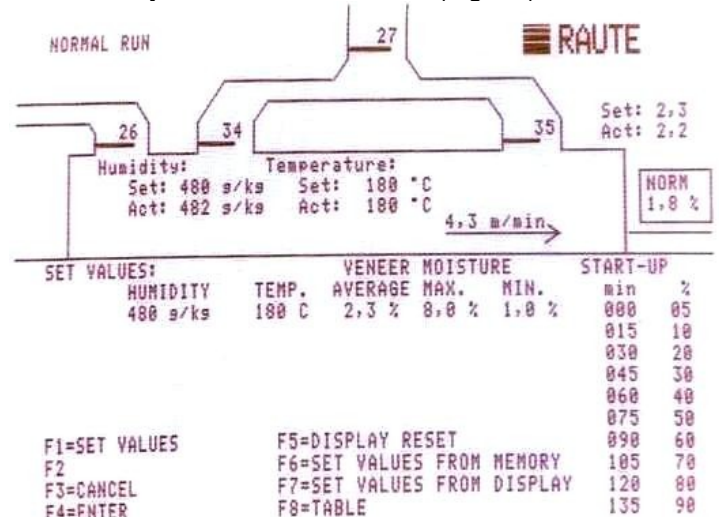 NORMAL RUN
27
RAUTE
26
34
35
Set: 2,3
Act: 2,2
Humidity: Temperature:
Set: 480 g/kg Set: 180 °C
Act: 482 g/kg Act: 180 °C
NORM
1,8 %
4,3 m/min
SET VALUES: VENEER MOISTURE START-UP
HUMIDITY TEMP. AVERAGE MAX. MIN. min %
480 g/kg 180 C 2,3 % 8,0 % 1,0 % 000 05
015 10
030 20
045 30
060 40
075 50
F1=SET VALUES F5=DISPLAY RESET 090 60
F2 F6=SET VALUES FROM MEMORY 105 70
F3=CANCEL F7=SET VALUES FROM DISPLAY 120 80
F4=ENTER F8=TABLE 135 90